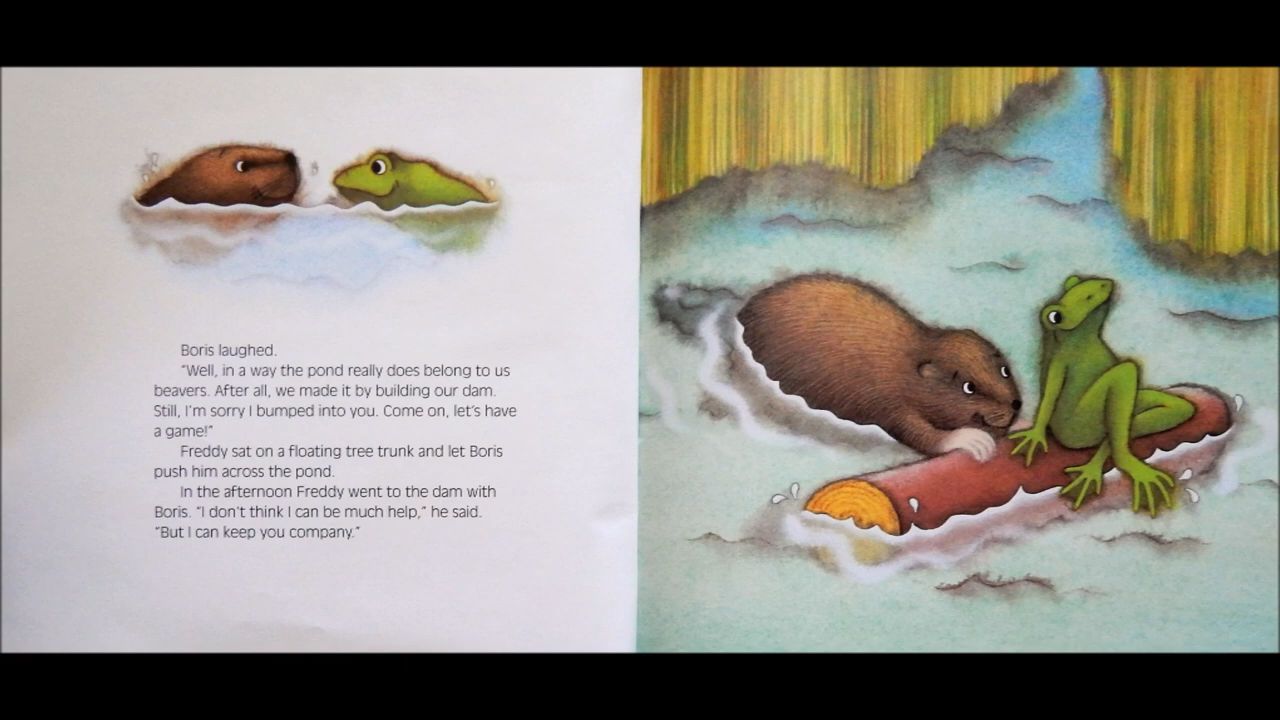 Boris laughed.
"Well, in a way the pond really does belong to us
beavers. After all, we made it by building our dam.
Still, I'm sorry I bumped into you. Come on, let's have
a game!"
Freddy sat on a floating tree trunk and let Boris
push him across the pond.
In the afternoon Freddy went to the dam with
Boris. "I don't think I can be much help," he said.
"But I can keep you company."